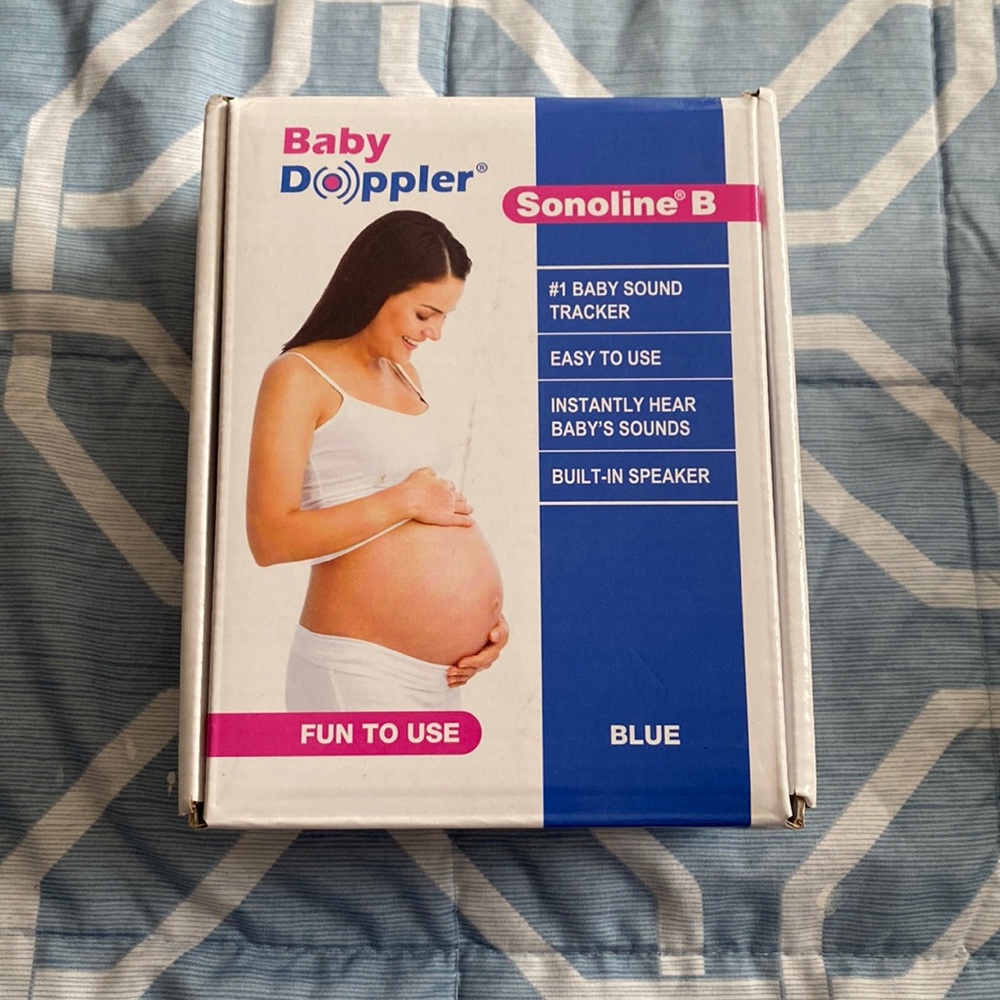 Baby
Doppler®
Sonoline® B
#1 BABY SOUND
TRACKER
EASY TO USE
INSTANTLY HEAR
BABY'S SOUNDS
BUILT-IN SPEAKER
FUN TO USE
BLUE